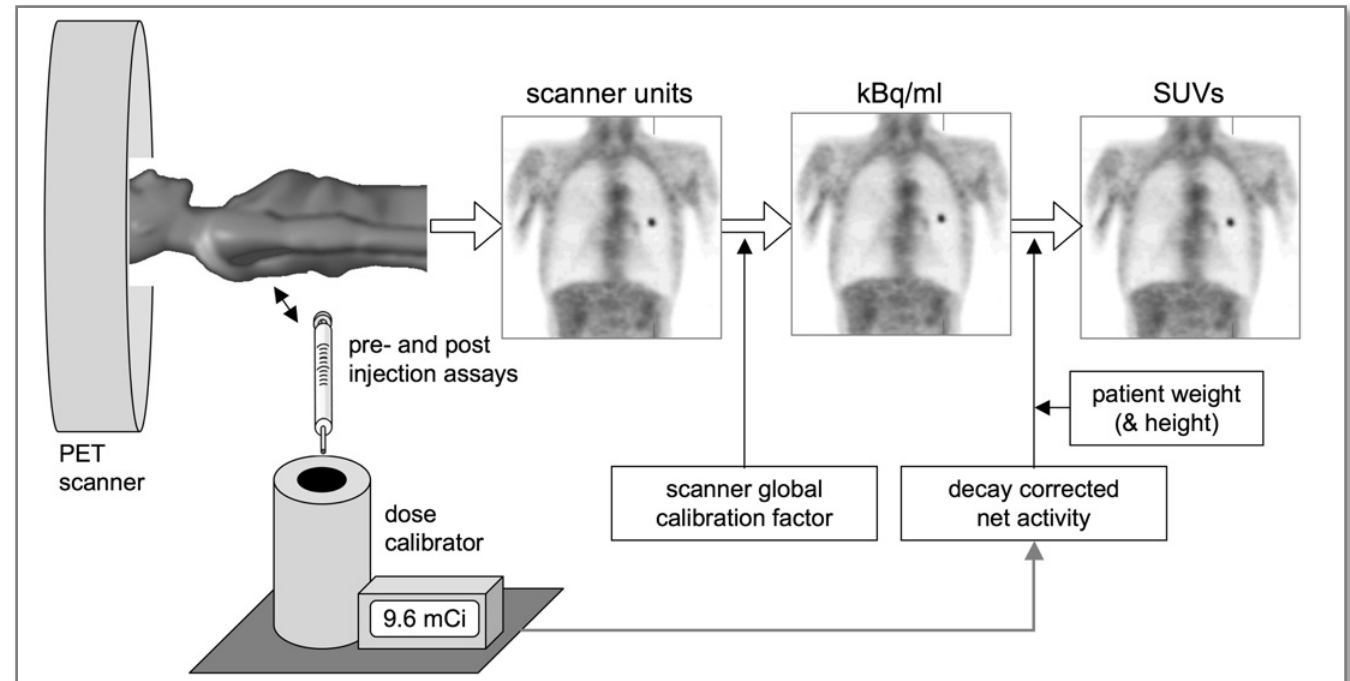 scanner units
kBq/ml
SUVs
pre- and post
injection assays
patient weight
(& height)
PET
scanner
scanner global
calibration factor
decay corrected
net activity
dose
calibrator
9.6 mCi